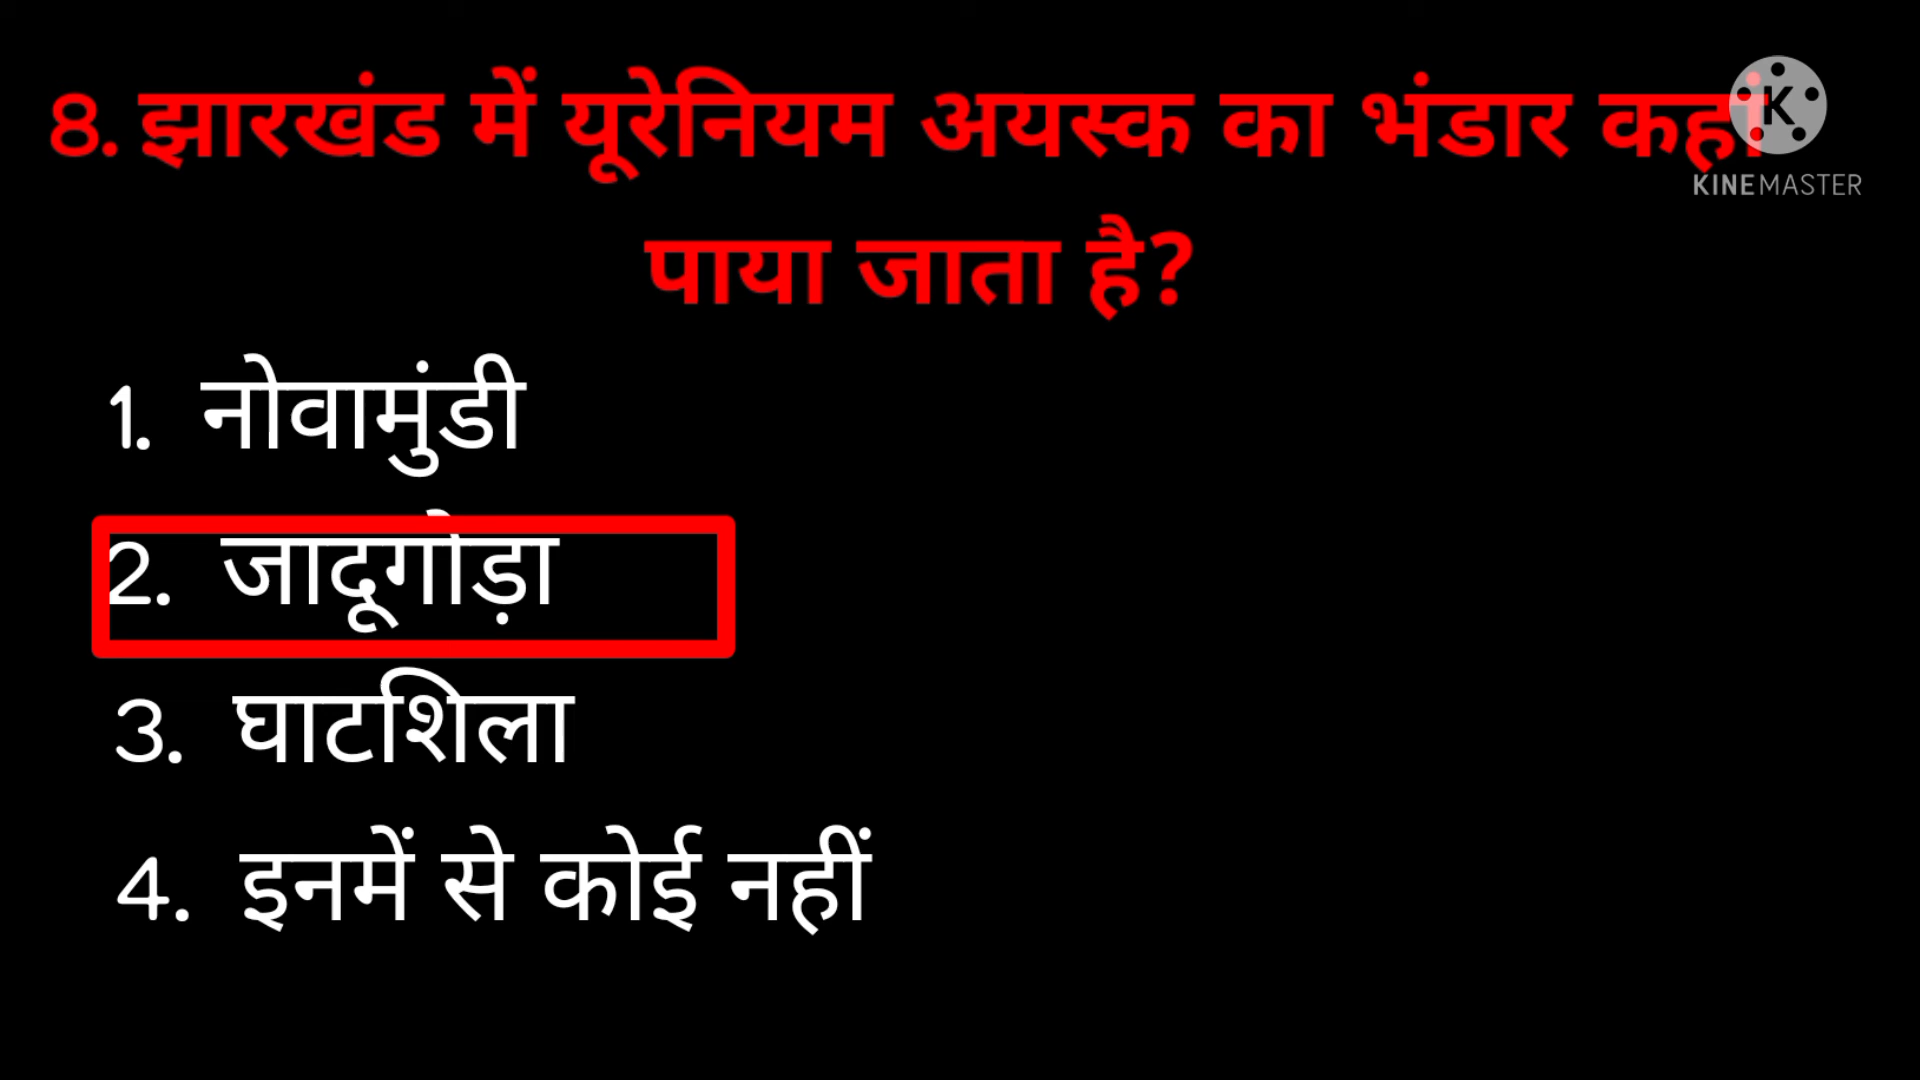 8. झारखंड में यूरेनियम अयस्क का भंडार कहां
KINEMASTER
पाया जाता है?
1. नोवामुंडी
2. जादूगोड़ा
3. घाटशिला
4. इनमें से कोई नहीं